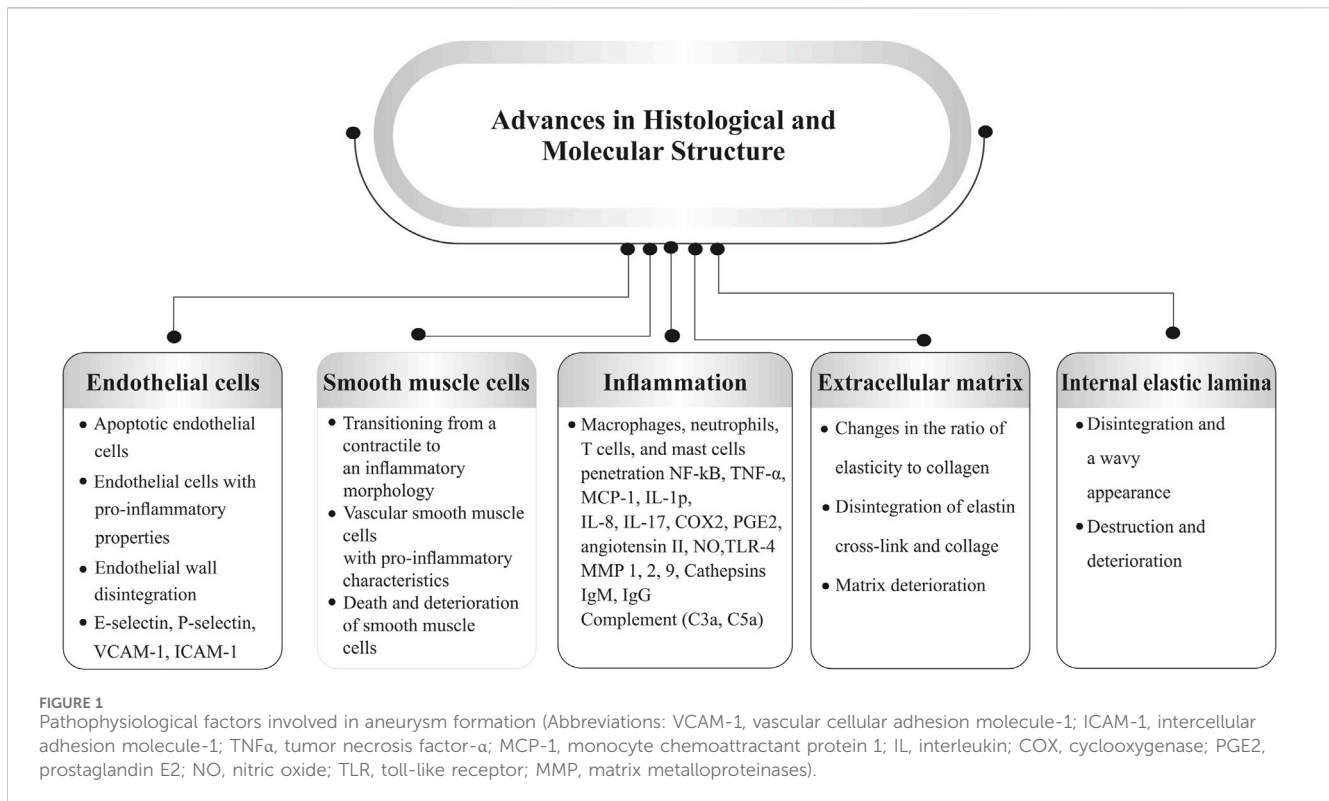 Advances in Histological and
Molecular Structure
Endothelial cells
• Apoptotic endothelial
cells
• Endothelial cells with
pro-inflammatory
properties
• Endothelial wall
disintegration
• E-selectin, P-selectin,
VCAM-1, ICAM-1
Smooth muscle cells
• Transitioning from a
contractile to
an inflammatory
morphology
• Vascular smooth muscle
cells
with pro-inflammatory
characteristics
• Death and deterioration
of smooth muscle
cells
Inflammation
• Macrophages, neutrophils,
T cells, and mast cells
penetration NF-kB, TNF-α,
MCP-1, IL-1p,
IL-8, IL-17, COX2, PGE2,
angiotensin II, NO,TLR-4
MMP 1, 2, 9, Cathepsins
IgM, IgG
Complement (C3a, C5a)
Extracellular matrix
• Changes in the ratio of
elasticity to collagen
• Disintegration of elastin
cross-link and collage
• Matrix deterioration
Internal elastic lamina
• Disintegration and
a wavy
appearance
• Destruction and
deterioration
FIGURE 1
Pathophysiological factors involved in aneurysm formation (Abbreviations: VCAM-1, vascular cellular adhesion molecule-1; ICAM-1, intercellular
adhesion molecule-1; TNFα, tumor necrosis factor-α; MCP-1, monocyte chemoattractant protein 1; IL, interleukin; COX, cyclooxygenase; PGE2,
prostaglandin E2; NO, nitric oxide; TLR, toll-like receptor; MMP, matrix metalloproteinases).